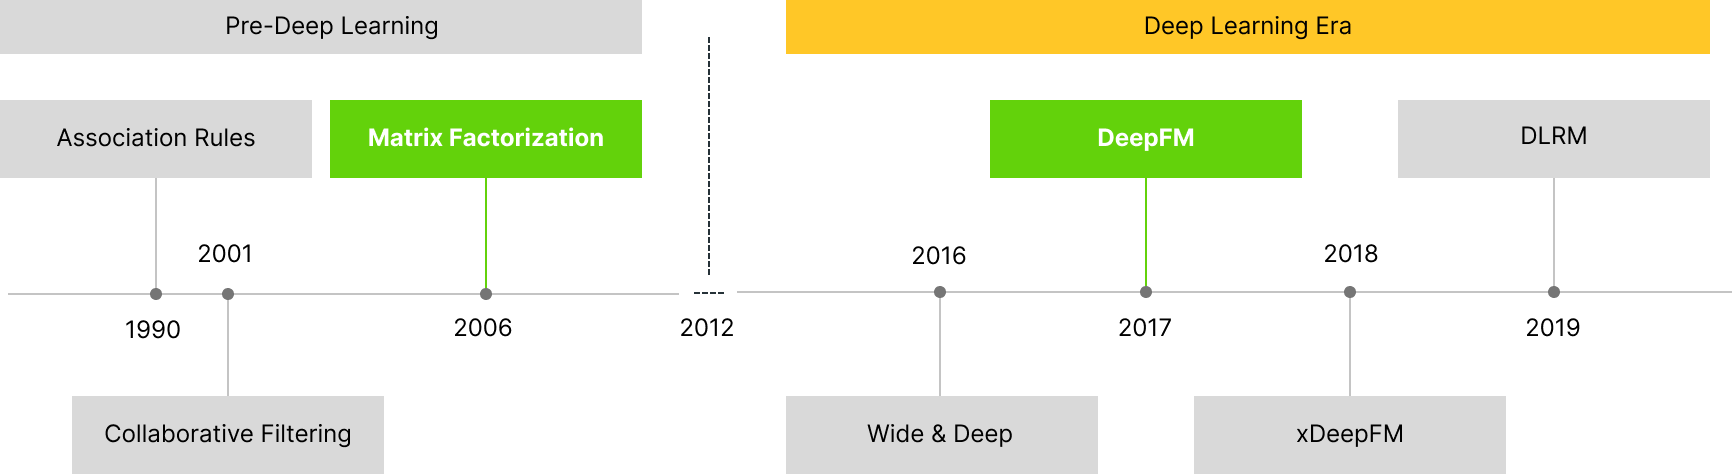 Pre-Deep Learning
Deep Learning Era
Association Rules
Matrix Factorization
DeepFM
DLRM
2001
2016
2018
1990
2006
2012
2017
2019
Collaborative Filtering
Wide & Deep
xDeepFM